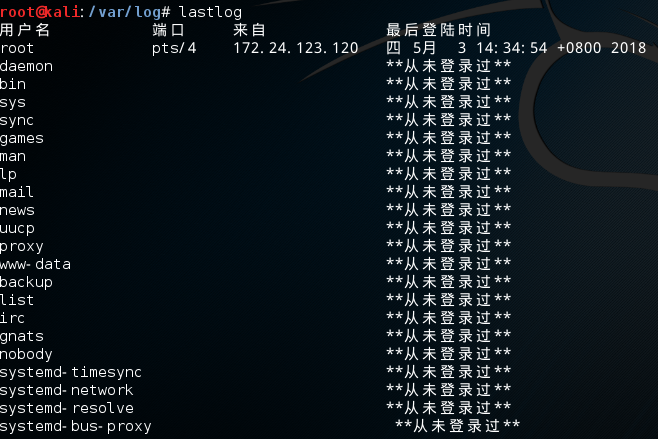 root@kali:/var/log# lastlog
用户名 端口 来自 最后登陆时间
root pts/4 172.24.123.120 四 5月 3 14:34:54 +0800 2018
daemon **从未登录过**
bin **从未登录过**
sys **从未登录过**
sync **从未登录过**
games **从未登录过**
man **从未登录过**
lp **从未登录过**
mail **从未登录过**
news **从未登录过**
uucp **从未登录过**
proxy **从未登录过**
www-data **从未登录过**
backup **从未登录过**
list **从未登录过**
irc **从未登录过**
gnats **从未登录过**
nobody **从未登录过**
systemd-timesync **从未登录过**
systemd-network **从未登录过**
systemd-resolve **从未登录过**
systemd-bus-proxy **从未登录过**